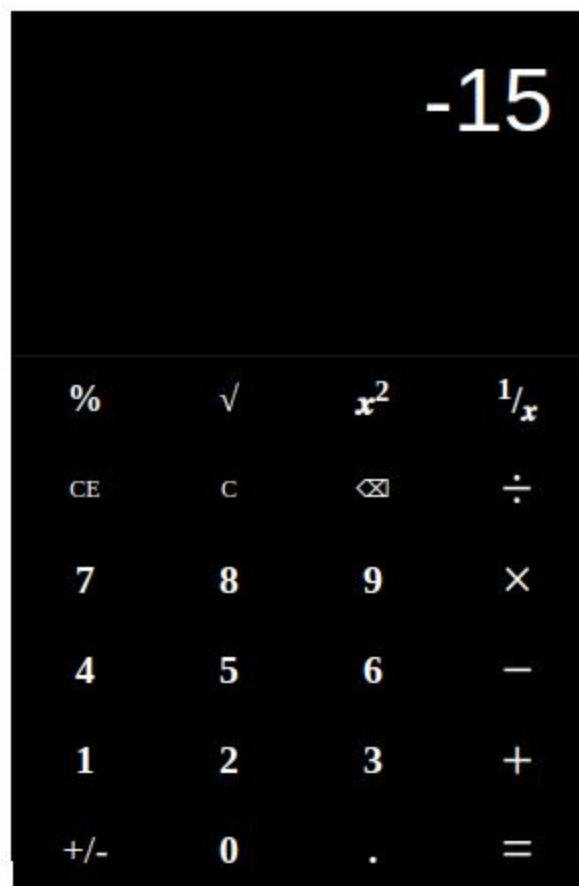 -15
% √ x² ¹/x
CE C ⌫ ÷
7 8 9 ×
4 5 6 −
1 2 3 +
+/- 0 . =